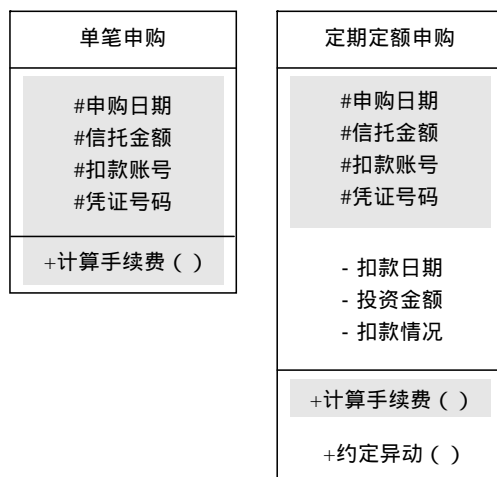 单笔申购
#申购日期
#信托金额
#扣款账号
#凭证号码
+计算手续费 ( )
定期定额申购
#申购日期
#信托金额
#扣款账号
#凭证号码
- 扣款日期
- 投资金额
- 扣款情况
+计算手续费 ( )
+约定异动 ( )